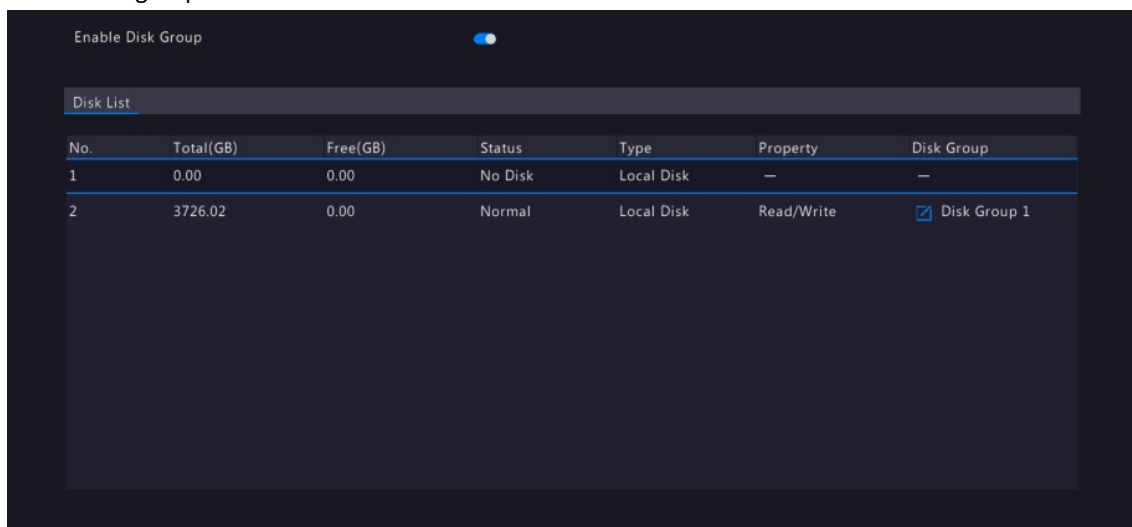 Enable Disk Group
Disk List
No. Total(GB) Free(GB) Status Type Property Disk Group
1 0.00 0.00 No Disk Local Disk — —
2 3726.02 0.00 Normal Local Disk Read/Write Disk Group 1